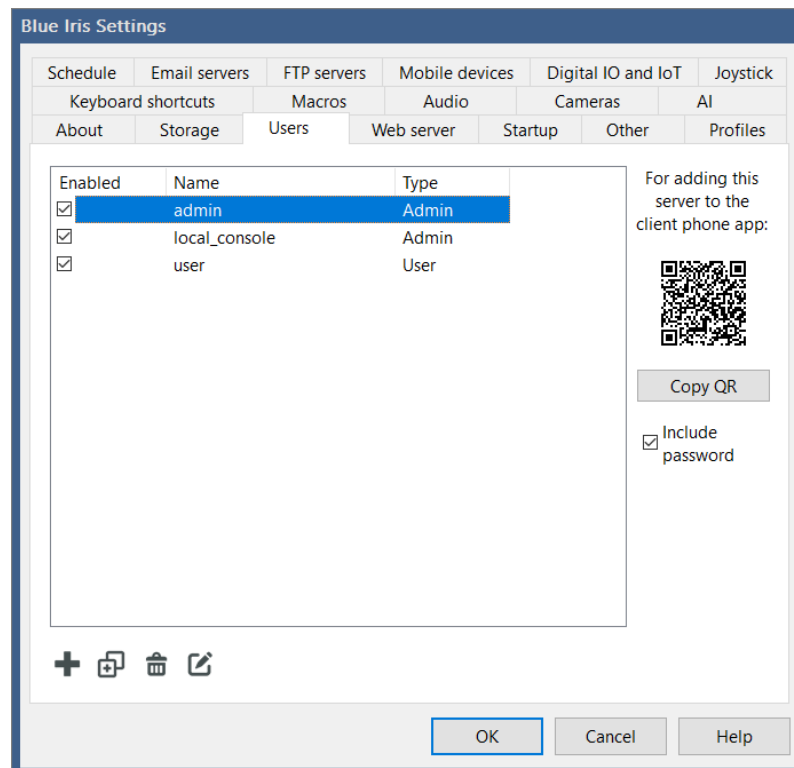 Blue Iris Settings
Schedule Email servers FTP servers Mobile devices Digital IO and IoT Joystick
Keyboard shortcuts Macros Audio Cameras AI
About Storage Users Web server Startup Other Profiles
Enabled Name Type
admin Admin
local_console Admin
user User
For adding this
server to the
client phone app:
Copy QR
Include
password
OK Cancel Help